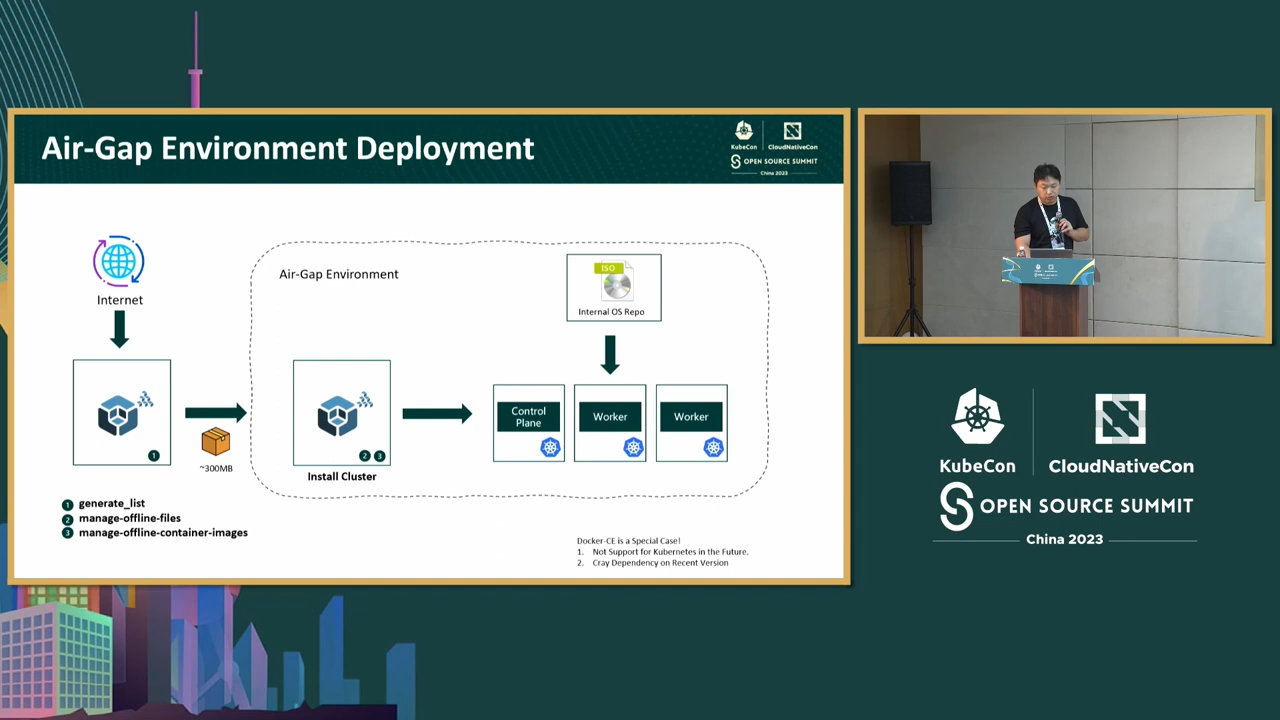 Air-Gap Environment Deployment
KubeCon
CloudNativeCon
OPEN SOURCE SUMMIT
China 2023
Internet
Air-Gap Environment
ISO
Internal OS Repo
Control
Plane
Worker
Worker
1
~300MB
2 3
Install Cluster
1 generate_list
2 manage-offline-files
3 manage-offline-container-images
Docker-CE is a Special Case!
1. Not Support for Kubernetes in the Future.
2. Cray Dependency on Recent Version
KubeCon
CloudNativeCon
OPEN SOURCE SUMMIT
China 2023